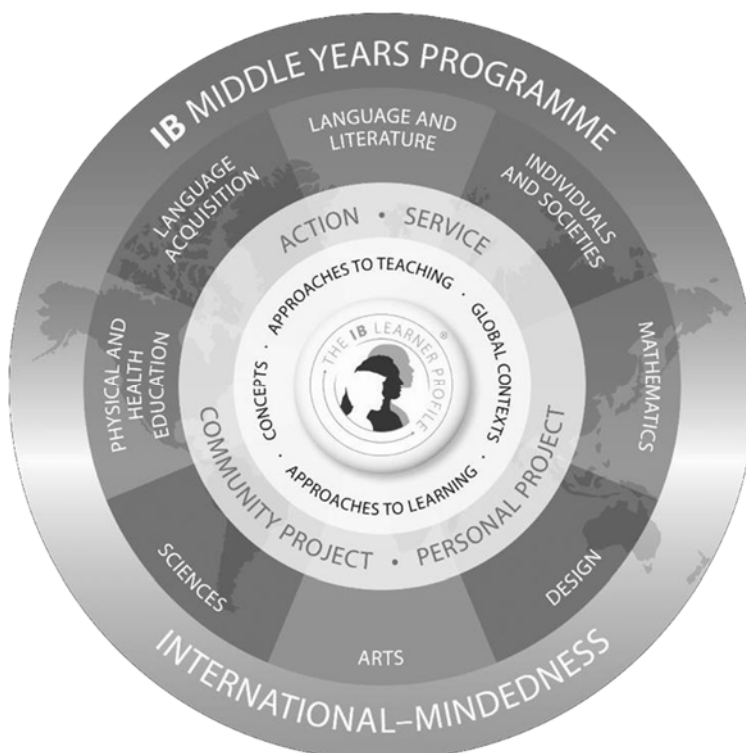 IB MIDDLE YEARS PROGRAMME
LANGUAGE AND
LITERATURE
INDIVIDUALS
AND SOCIETIES
MATHEMATICS
DESIGN
ARTS
SCIENCES
PHYSICAL AND
HEALTH
EDUCATION
LANGUAGE
ACQUISITION
ACTION • SERVICE
PERSONAL PROJECT
•
COMMUNITY PROJECT
APPROACHES TO TEACHING •
GLOBAL CONTEXTS •
APPROACHES TO LEARNING •
CONCEPTS •
THE IB LEARNER PROFILE ®
INTERNATIONAL–MINDEDNESS